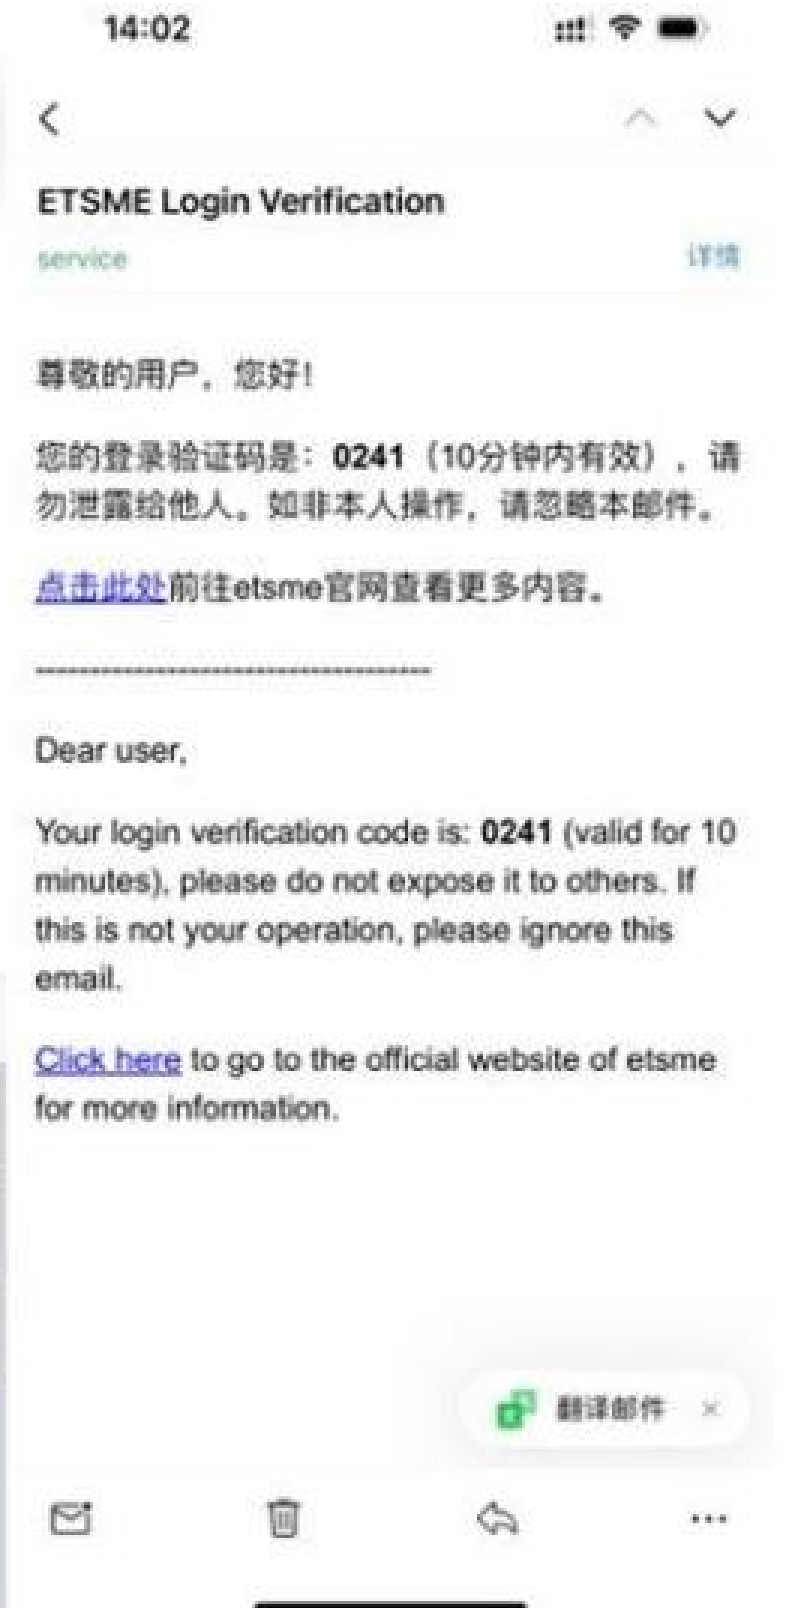 14:02
ETSME Login Verification
service
详情
尊敬的用户，您好！
您的登录验证码是：0241（10分钟内有效），请
勿泄露给他人。如非本人操作，请忽略本邮件。
点击此处前往etsme官网查看更多内容。
------------------------------------
Dear user,
Your login verification code is: 0241 (valid for 10
minutes), please do not expose it to others. If
this is not your operation, please ignore this
email.
Click here to go to the official website of etsme
for more information.
翻译邮件